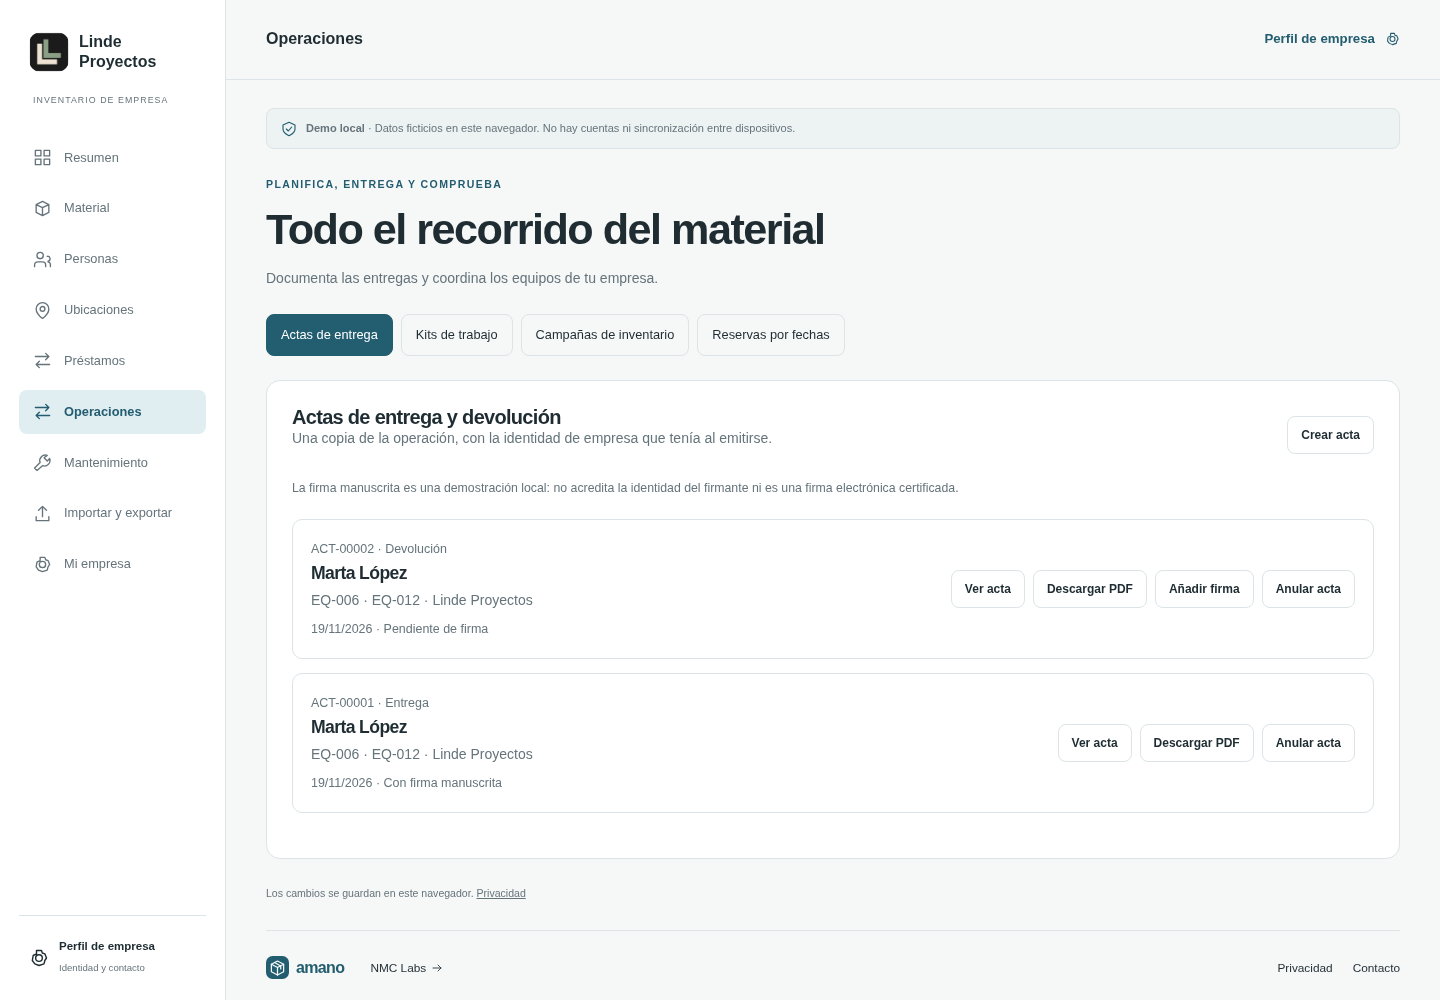 Linde
Proyectos
INVENTARIO DE EMPRESA
Resumen
Material
Personas
Ubicaciones
Préstamos
Operaciones
Mantenimiento
Importar y exportar
Mi empresa
Perfil de empresa
Identidad y contacto
Operaciones
Perfil de empresa
Demo local · Datos ficticios en este navegador. No hay cuentas ni sincronización entre dispositivos.
PLANIFICA, ENTREGA Y COMPRUEBA
Todo el recorrido del material
Documenta las entregas y coordina los equipos de tu empresa.
Actas de entrega
Kits de trabajo
Campañas de inventario
Reservas por fechas
Actas de entrega y devolución
Una copia de la operación, con la identidad de empresa que tenía al emitirse.
Crear acta
La firma manuscrita es una demostración local: no acredita la identidad del firmante ni es una firma electrónica certificada.
ACT-00002 · Devolución
Marta López
EQ-006 · EQ-012 · Linde Proyectos
19/11/2026 · Pendiente de firma
Ver acta
Descargar PDF
Añadir firma
Anular acta
ACT-00001 · Entrega
Marta López
EQ-006 · EQ-012 · Linde Proyectos
19/11/2026 · Con firma manuscrita
Ver acta
Descargar PDF
Anular acta
Los cambios se guardan en este navegador. Privacidad
amano
NMC Labs →
Privacidad
Contacto